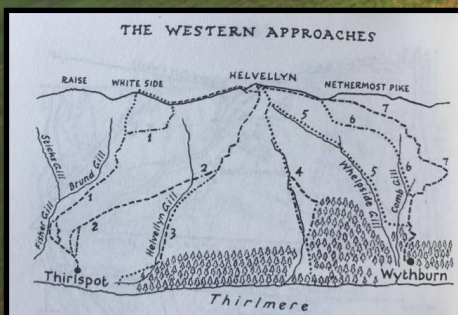 THE WESTERN APPROACHES
HELVELLYN
RAISE
WHITE SIDE
NETHERMOST PIKE
7
5
6
1
Sticks Gill
Brund Gill
2
1
4
5
6
7
Fisher Gill
2
Helvellyn Gill
3
Whelpside Gill
Comb Gill
Thirlspot
Wythburn
Thirlmere